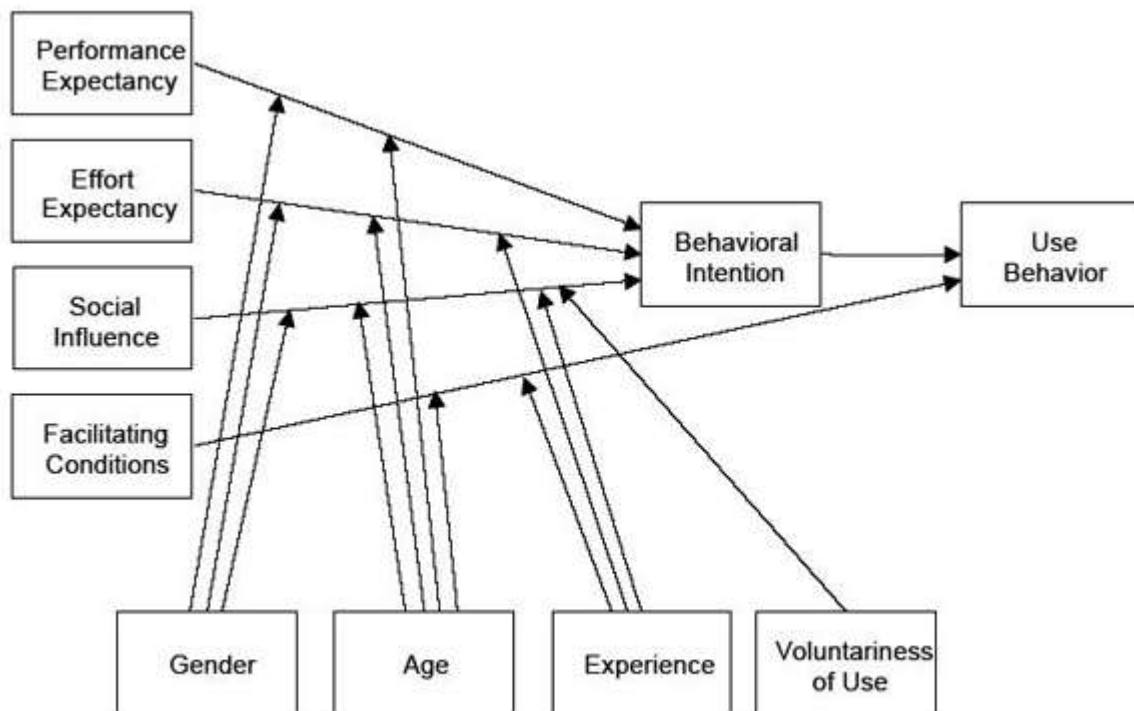 Performance
Expectancy
Effort
Expectancy
Social
Influence
Facilitating
Conditions
Behavioral
Intention
Use
Behavior
Gender
Age
Experience
Voluntariness
of Use